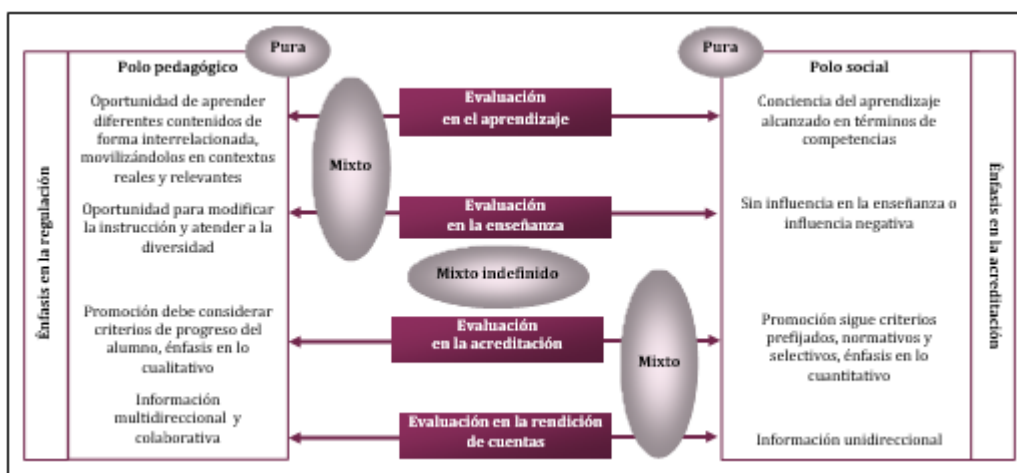 Pura
Pura
Énfasis en la regulación
Polo pedagógico
Oportunidad de aprender
diferentes contenidos de
forma interrelacionada,
movilizándolos en contextos
reales y relevantes
Oportunidad para modificar
la instrucción y atender a la
diversidad
Promoción debe considerar
criterios de progreso del
alumno, énfasis en lo
cualitativo
Información
multidireccional y
colaborativa
Mixto
Evaluación
en el aprendizaje
Evaluación
en la enseñanza
Mixto indefinido
Evaluación
en la acreditación
Evaluación en la rendición
de cuentas
Mixto
Polo social
Conciencia del aprendizaje
alcanzado en términos de
competencias
Sin influencia en la enseñanza o
influencia negativa
Promoción sigue criterios
prefijados, normativos y
selectivos, énfasis en lo
cuantitativo
Información unidireccional
Énfasis en la acreditación